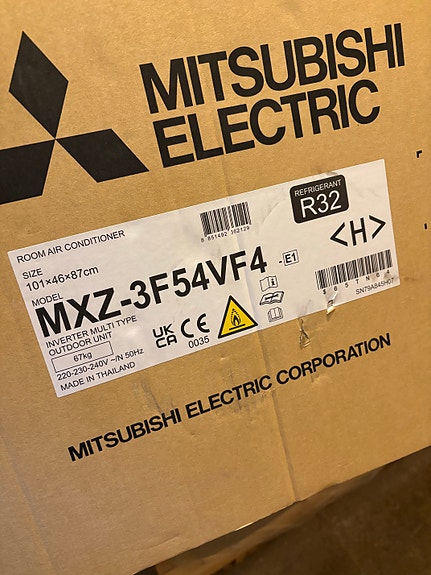 MITSUBISHI
ELECTRIC
ROOM AIR CONDITIONER
SIZE
101×46×87cm
MODEL
MXZ-3F54VF4 -E1
INVERTER MULTI TYPE
OUTDOOR UNIT
67kg
220-230-240V ~/N 50Hz
MADE IN THAILAND
REFRIGERANT
R32
<H>
UK
CA
CE
0035
SN79A845H07
MITSUBISHI ELECTRIC CORPORATION